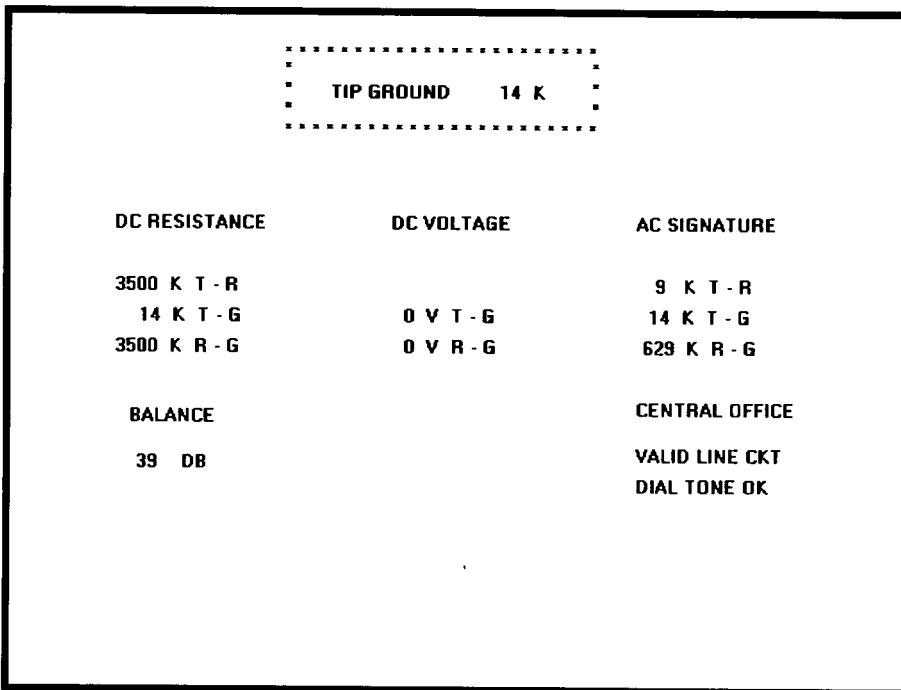 TIP GROUND 14 K
DC RESISTANCE DC VOLTAGE AC SIGNATURE
3500 K T - R 9 K T - R
14 K T - G 0 V T - G 14 K T - G
3500 K R - G 0 V R - G 629 K R - G
BALANCE CENTRAL OFFICE
39 DB VALID LINE CKT
DIAL TONE OK